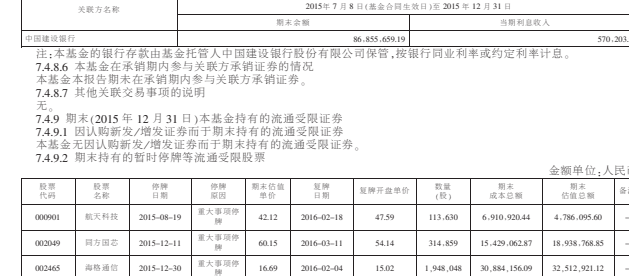 关联方名称
2015年 7 月 8 日(基金合同生效日)至 2015 年 12 月 31 日
期末余额 当期利息收入
中国建设银行 86,855,659.19 570,203.
注:本基金的银行存款由基金托管人中国建设银行股份有限公司保管,按银行同业利率或约定利率计息。
7.4.8.6 本基金在承销期内参与关联方承销证券的情况
本基金本报告期未在承销期内参与关联方承销证券。
7.4.8.7 其他关联交易事项的说明
无。
7.4.9 期末(2015 年 12 月 31 日)本基金持有的流通受限证券
7.4.9.1 因认购新发/增发证券而于期末持有的流通受限证券
本基金无因认购新发/增发证券而于期末持有的流通受限证券。
7.4.9.2 期末持有的暂时停牌等流通受限股票
金额单位:人民
股票代码 股票名称 停牌日期 停牌原因 期末估值单价 复牌日期 复牌开盘单价 数量(股) 期末成本总额 期末估值总额
000901 航天科技 2015-08-19 重大事项停牌 42.12 2016-02-18 47.59 113,630 6,910,920.44 4,786,095.60
002049 同方国芯 2015-12-11 重大事项停牌 60.15 2016-03-11 54.14 314,859 15,429,062.87 18,938,768.85
002465 海格通信 2015-12-30 重大事项停牌 16.69 2016-02-04 15.02 1,948,048 30,884,156.09 32,512,921.12